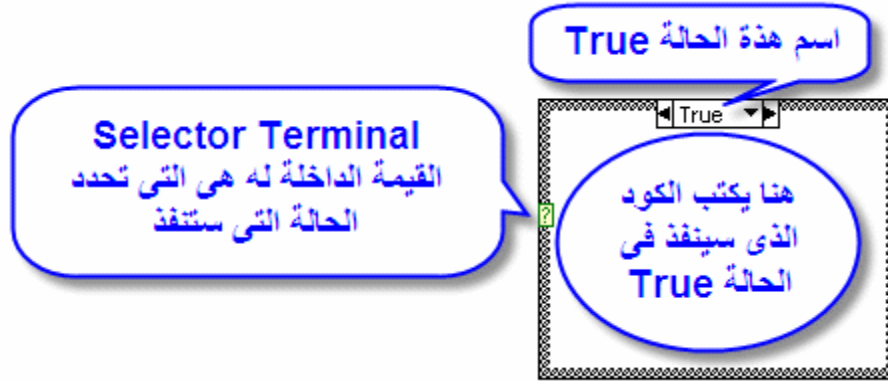 اسم هذة الحالة True
True
Selector Terminal
القيمة الداخلة له هى التى تحدد
الحالة التى ستتنفذ
?
هنا يكتب الكود
الذى سينفذ فى
الحالة True